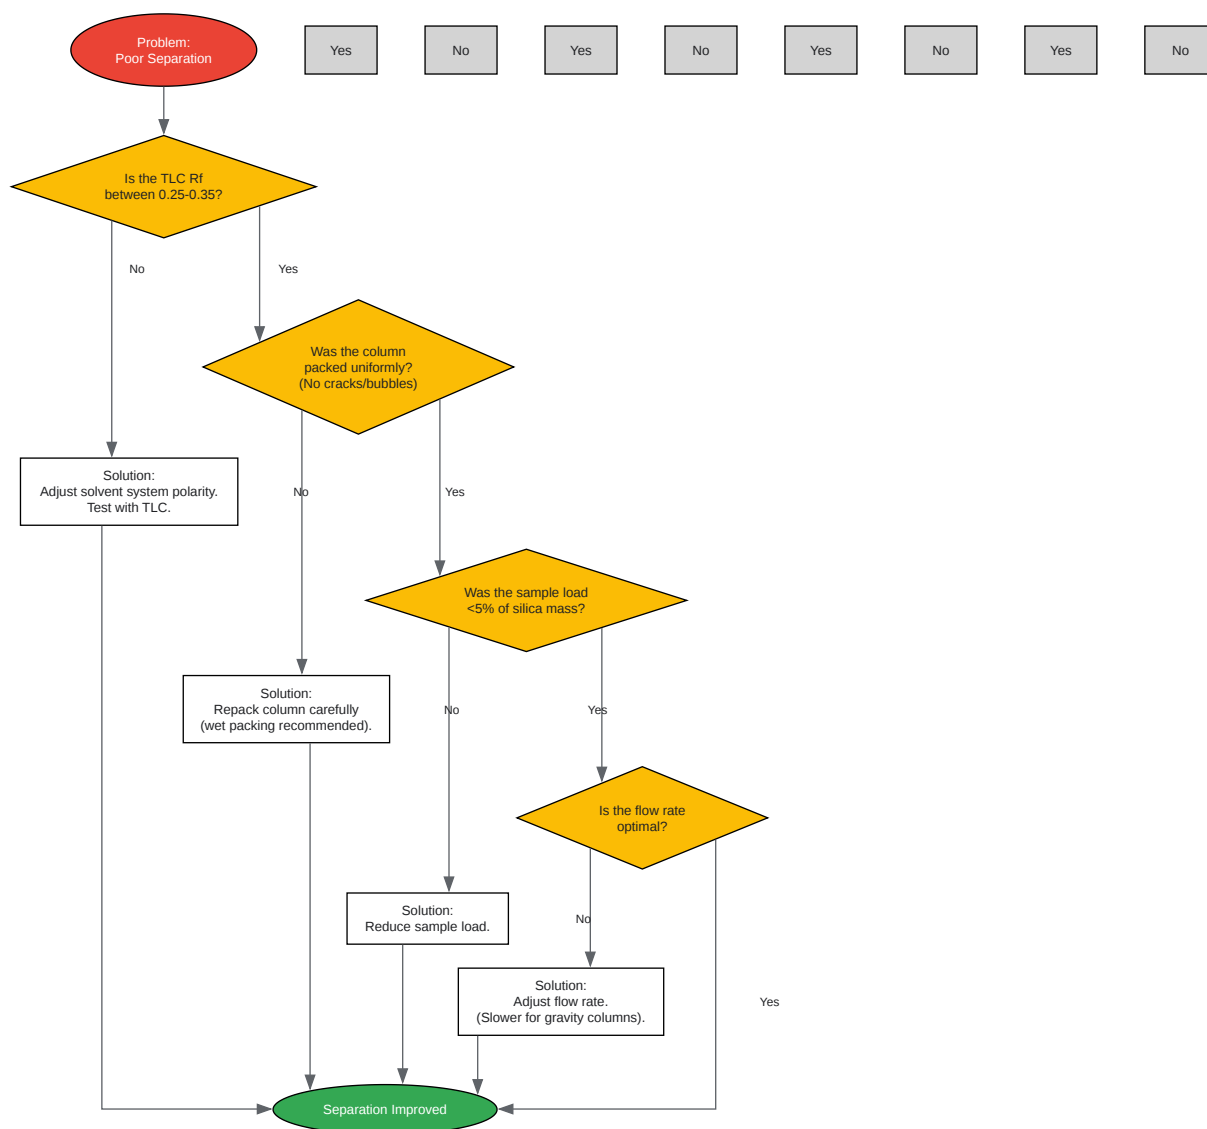 Problem:
Poor Separation
Yes
No
Yes
No
Yes
No
Yes
No
Is the TLC Rf
between 0.25-0.35?
No
Yes
Was the column
packed uniformly?
(No cracks/bubbles)
Solution:
Adjust solvent system polarity.
Test with TLC.
No
Yes
Was the sample load
<5% of silica mass?
Solution:
Repack column carefully
(wet packing recommended).
No
Yes
Is the flow rate
optimal?
Solution:
Reduce sample load.
No
Solution:
Adjust flow rate.
(Slower for gravity columns).
Yes
Separation Improved